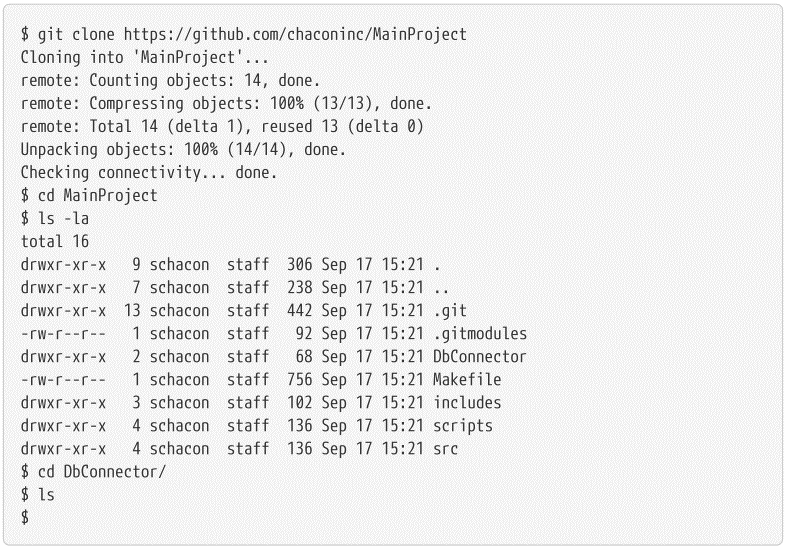 $ git clone https://github.com/chaconinc/MainProject
Cloning into 'MainProject'...
remote: Counting objects: 14, done.
remote: Compressing objects: 100% (13/13), done.
remote: Total 14 (delta 1), reused 13 (delta 0)
Unpacking objects: 100% (14/14), done.
Checking connectivity... done.
$ cd MainProject
$ ls -la
total 16
drwxr-xr-x   9 schacon  staff  306 Sep 17 15:21 .
drwxr-xr-x   7 schacon  staff  238 Sep 17 15:21 ..
drwxr-xr-x  13 schacon  staff  442 Sep 17 15:21 .git
-rw-r--r--   1 schacon  staff   92 Sep 17 15:21 .gitmodules
drwxr-xr-x   2 schacon  staff   68 Sep 17 15:21 DbConnector
-rw-r--r--   1 schacon  staff  756 Sep 17 15:21 Makefile
drwxr-xr-x   3 schacon  staff  102 Sep 17 15:21 includes
drwxr-xr-x   4 schacon  staff  136 Sep 17 15:21 scripts
drwxr-xr-x   4 schacon  staff  136 Sep 17 15:21 src
$ cd DbConnector/
$ ls
$